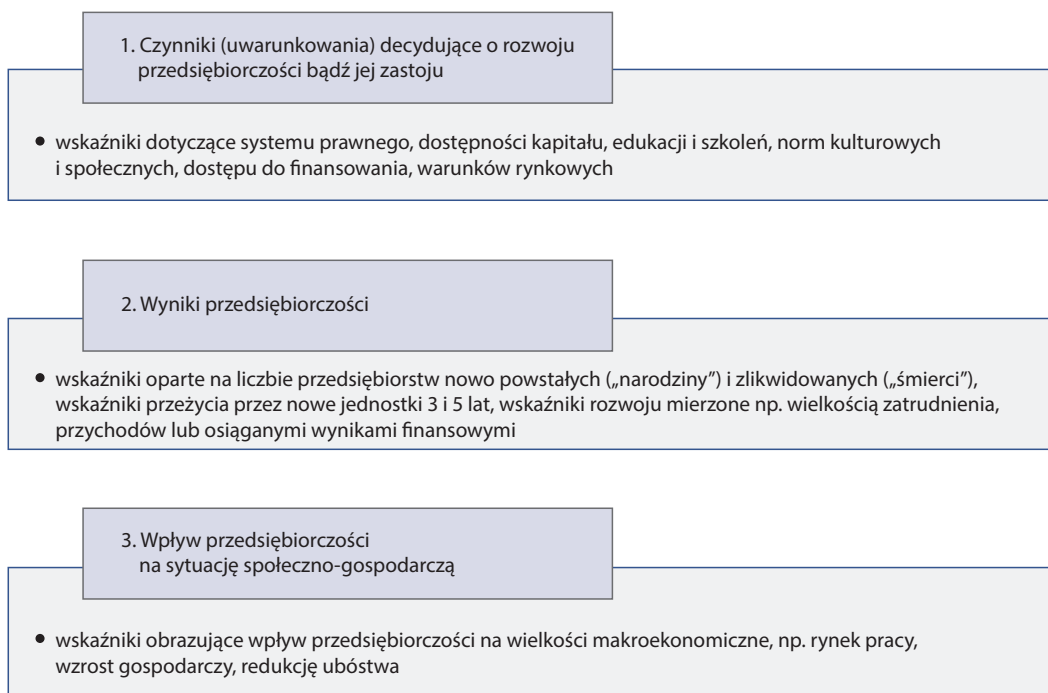 1. Czynniki (uwarunkowania) decydujące o rozwoju
przedsiębiorczości bądź jej zastoju
• wskaźniki dotyczące systemu prawnego, dostępności kapitału, edukacji i szkoleń, norm kulturowych
i społecznych, dostępu do finansowania, warunków rynkowych
2. Wyniki przedsiębiorczości
• wskaźniki oparte na liczbie przedsiębiorstw nowo powstałych („narodziny”) i zlikwidowanych („śmierci”),
wskaźniki przeżycia przez nowe jednostki 3 i 5 lat, wskaźniki rozwoju mierzone np. wielkością zatrudnienia,
przychodów lub osiąganymi wynikami finansowymi
3. Wpływ przedsiębiorczości
na sytuację społeczno-gospodarczą
• wskaźniki obrazujące wpływ przedsiębiorczości na wielkości makroekonomiczne, np. rynek pracy,
wzrost gospodarczy, redukcję ubóstwa